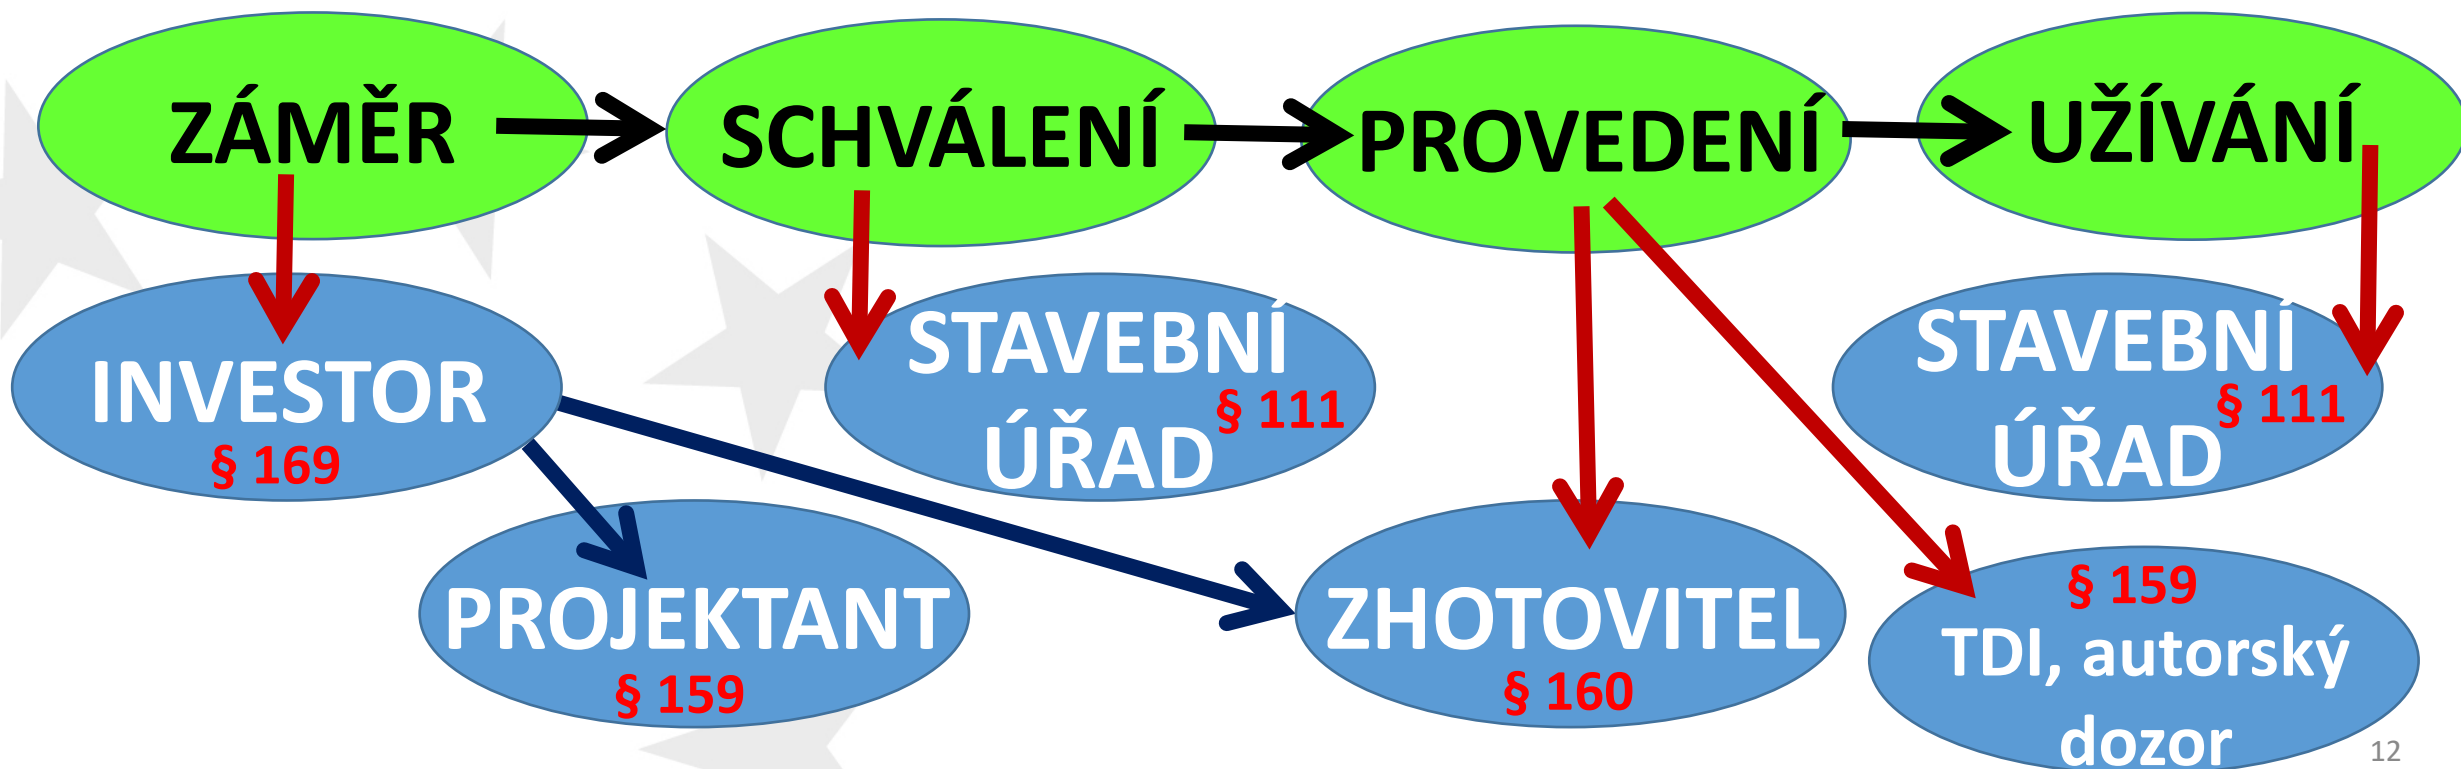 ZÁMĚR
SCHVÁLENÍ
PROVEDENÍ
UŽÍVÁNÍ
INVESTOR
§ 169
STAVEBNÍ
ÚŘAD
§ 111
STAVEBNÍ
ÚŘAD
§ 111
PROJEKTANT
§ 159
ZHOTOVITEL
§ 160
§ 159
TDI, autorský
dozor
12